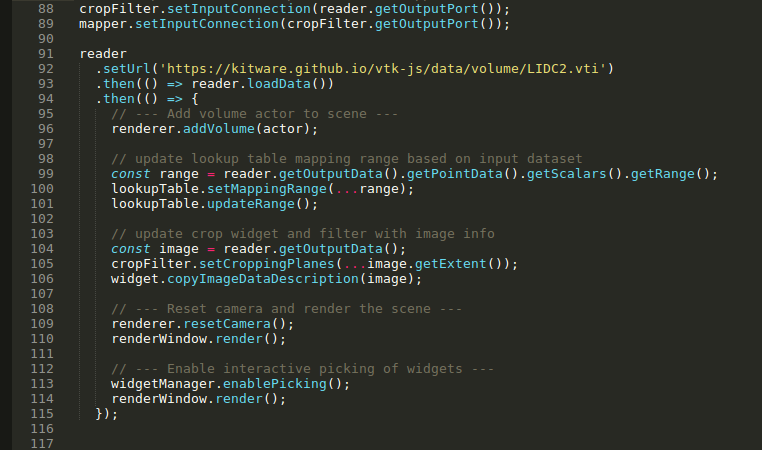 88 cropFilter.setInputConnection(reader.getOutputPort());
89 mapper.setInputConnection(cropFilter.getOutputPort());
90
91 reader
92   .setUrl('https://kitware.github.io/vtk-js/data/volume/LIDC2.vti')
93   .then(() => reader.loadData())
94   .then(() => {
95     // --- Add volume actor to scene ---
96     renderer.addVolume(actor);
97
98     // update lookup table mapping range based on input dataset
99     const range = reader.getOutputData().getPointData().getScalars().getRange();
100     lookupTable.setMappingRange(...range);
101     lookupTable.updateRange();
102
103     // update crop widget and filter with image info
104     const image = reader.getOutputData();
105     cropFilter.setCroppingPlanes(...image.getExtent());
106     widget.copyImageDataDescription(image);
107
108     // --- Reset camera and render the scene ---
109     renderer.resetCamera();
110     renderWindow.render();
111
112     // --- Enable interactive picking of widgets ---
113     widgetManager.enablePicking();
114     renderWindow.render();
115   });
116
117